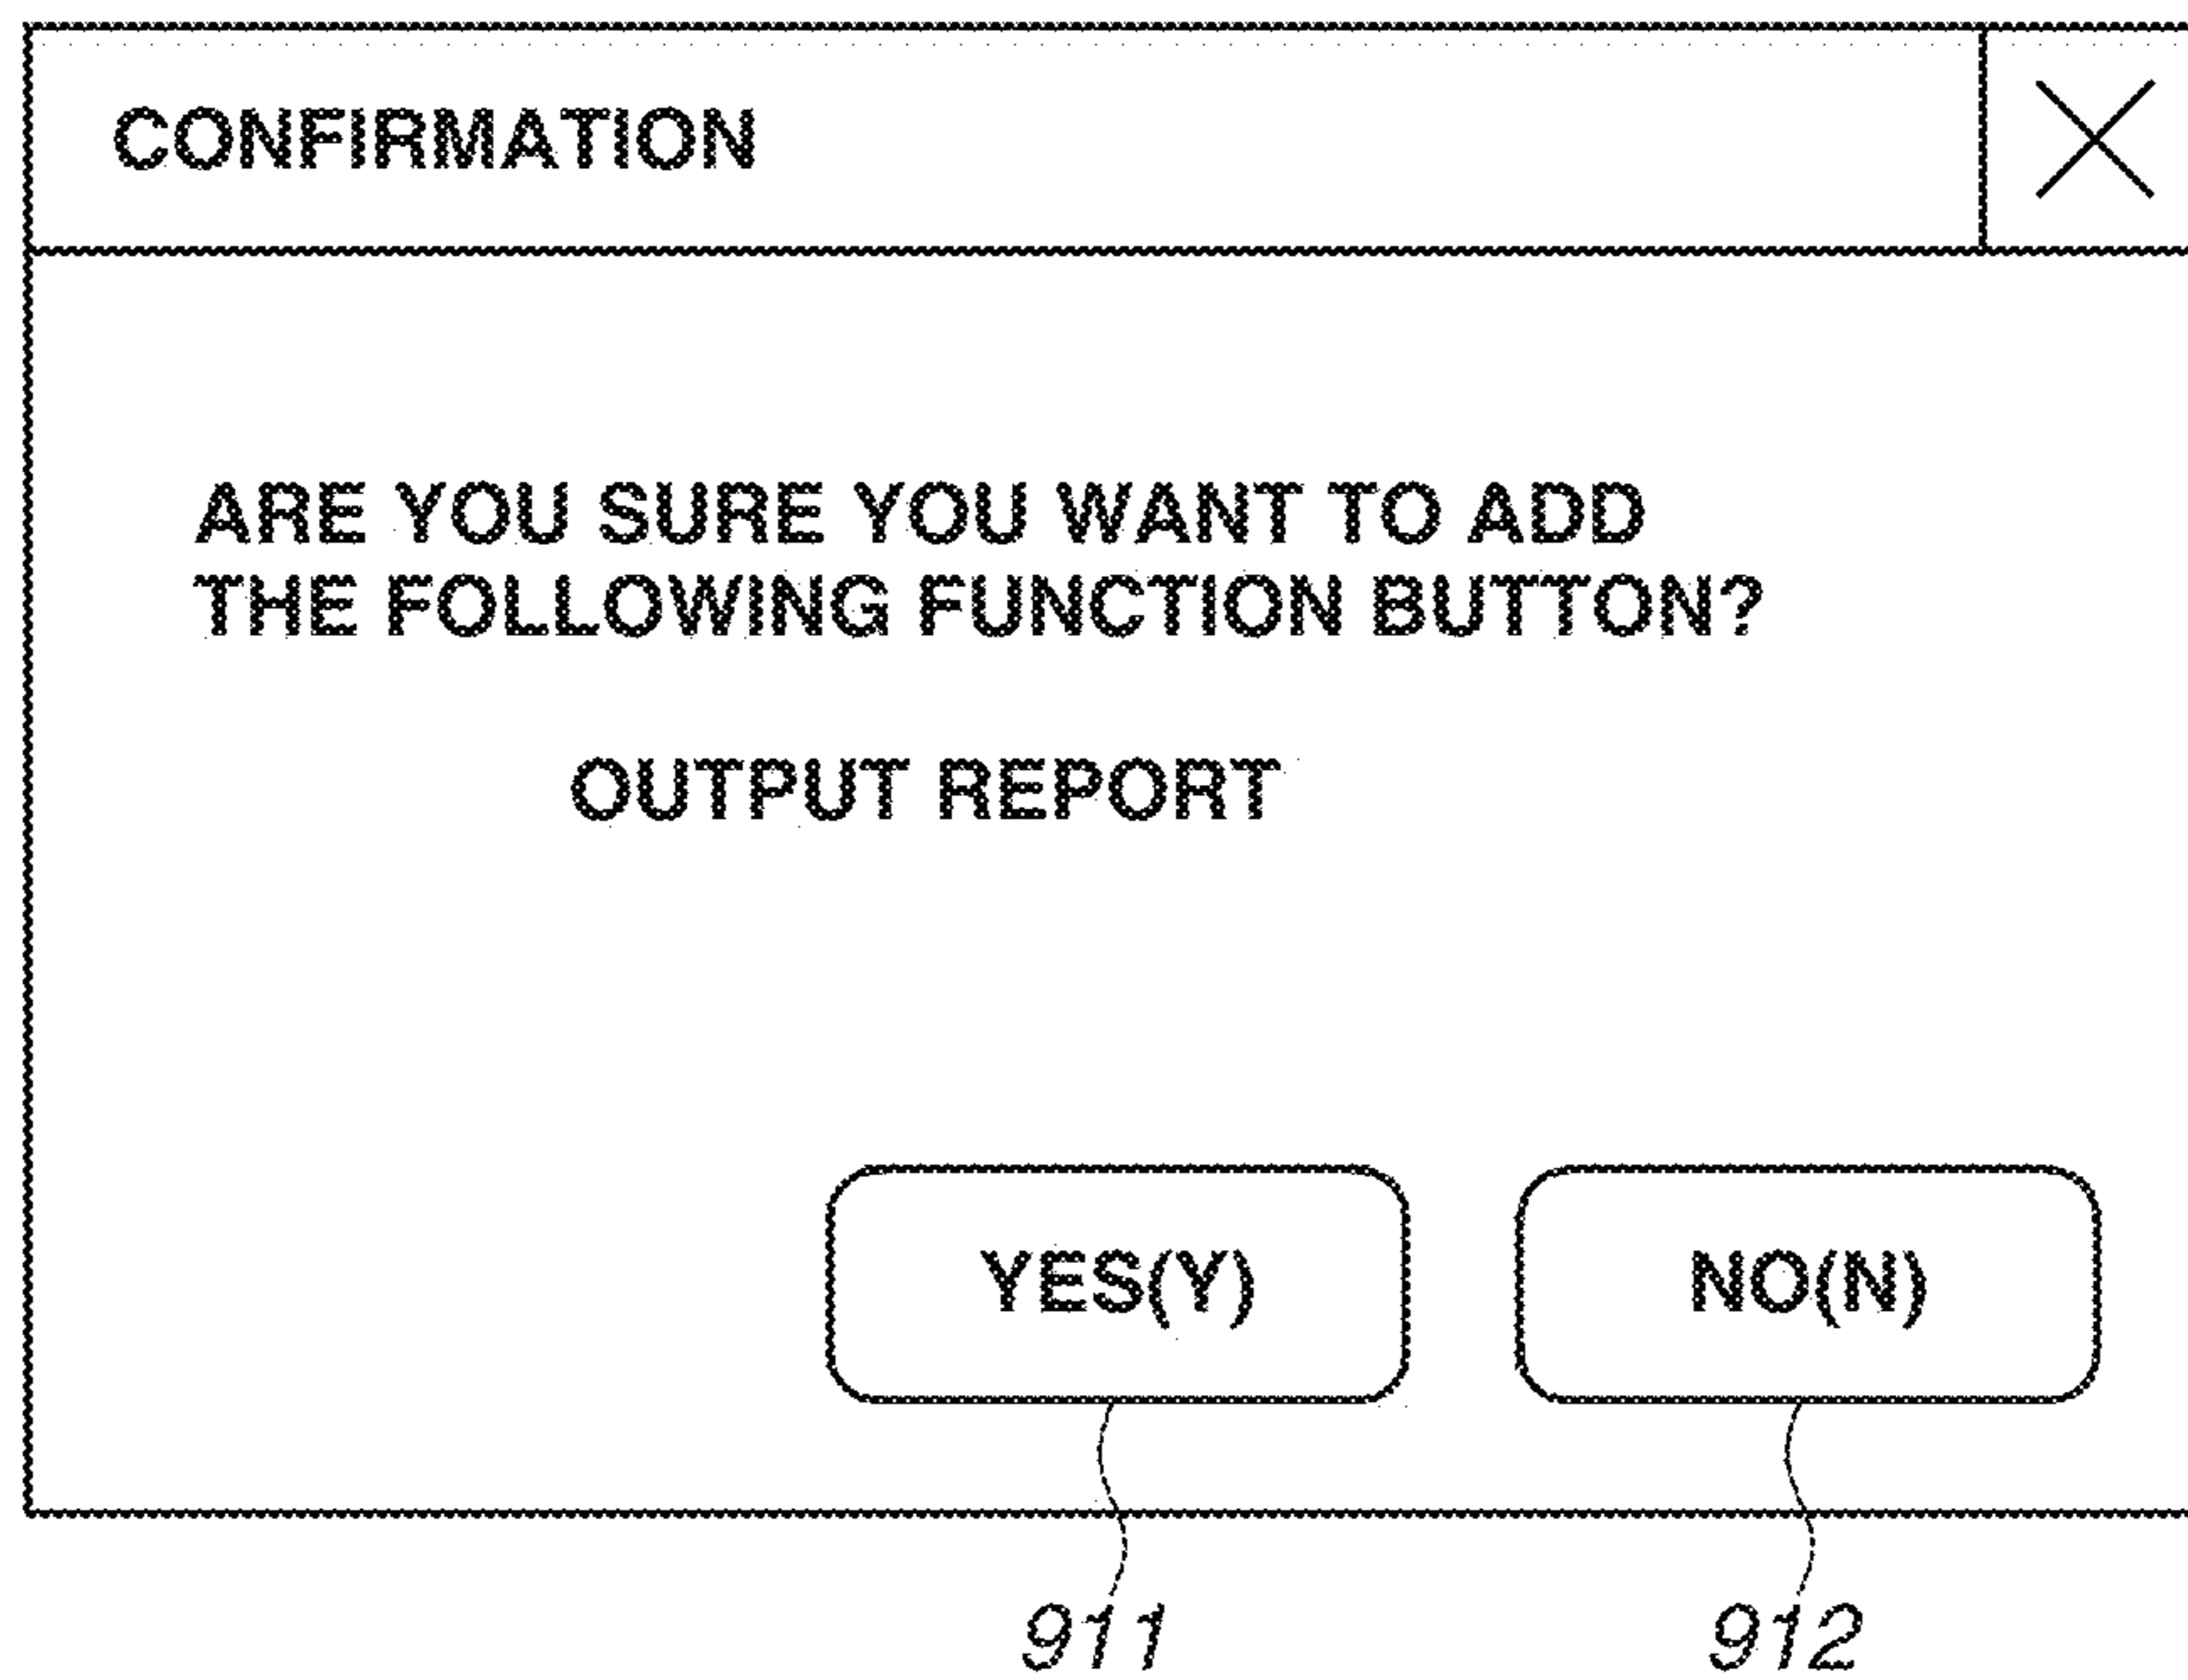 CONFIRMATION
ARE YOU SURE YOU WANT TO ADD
THE FOLLOWING FUNCTION BUTTON?
OUTPUT REPORT
YES(Y) NO(N)
911 912